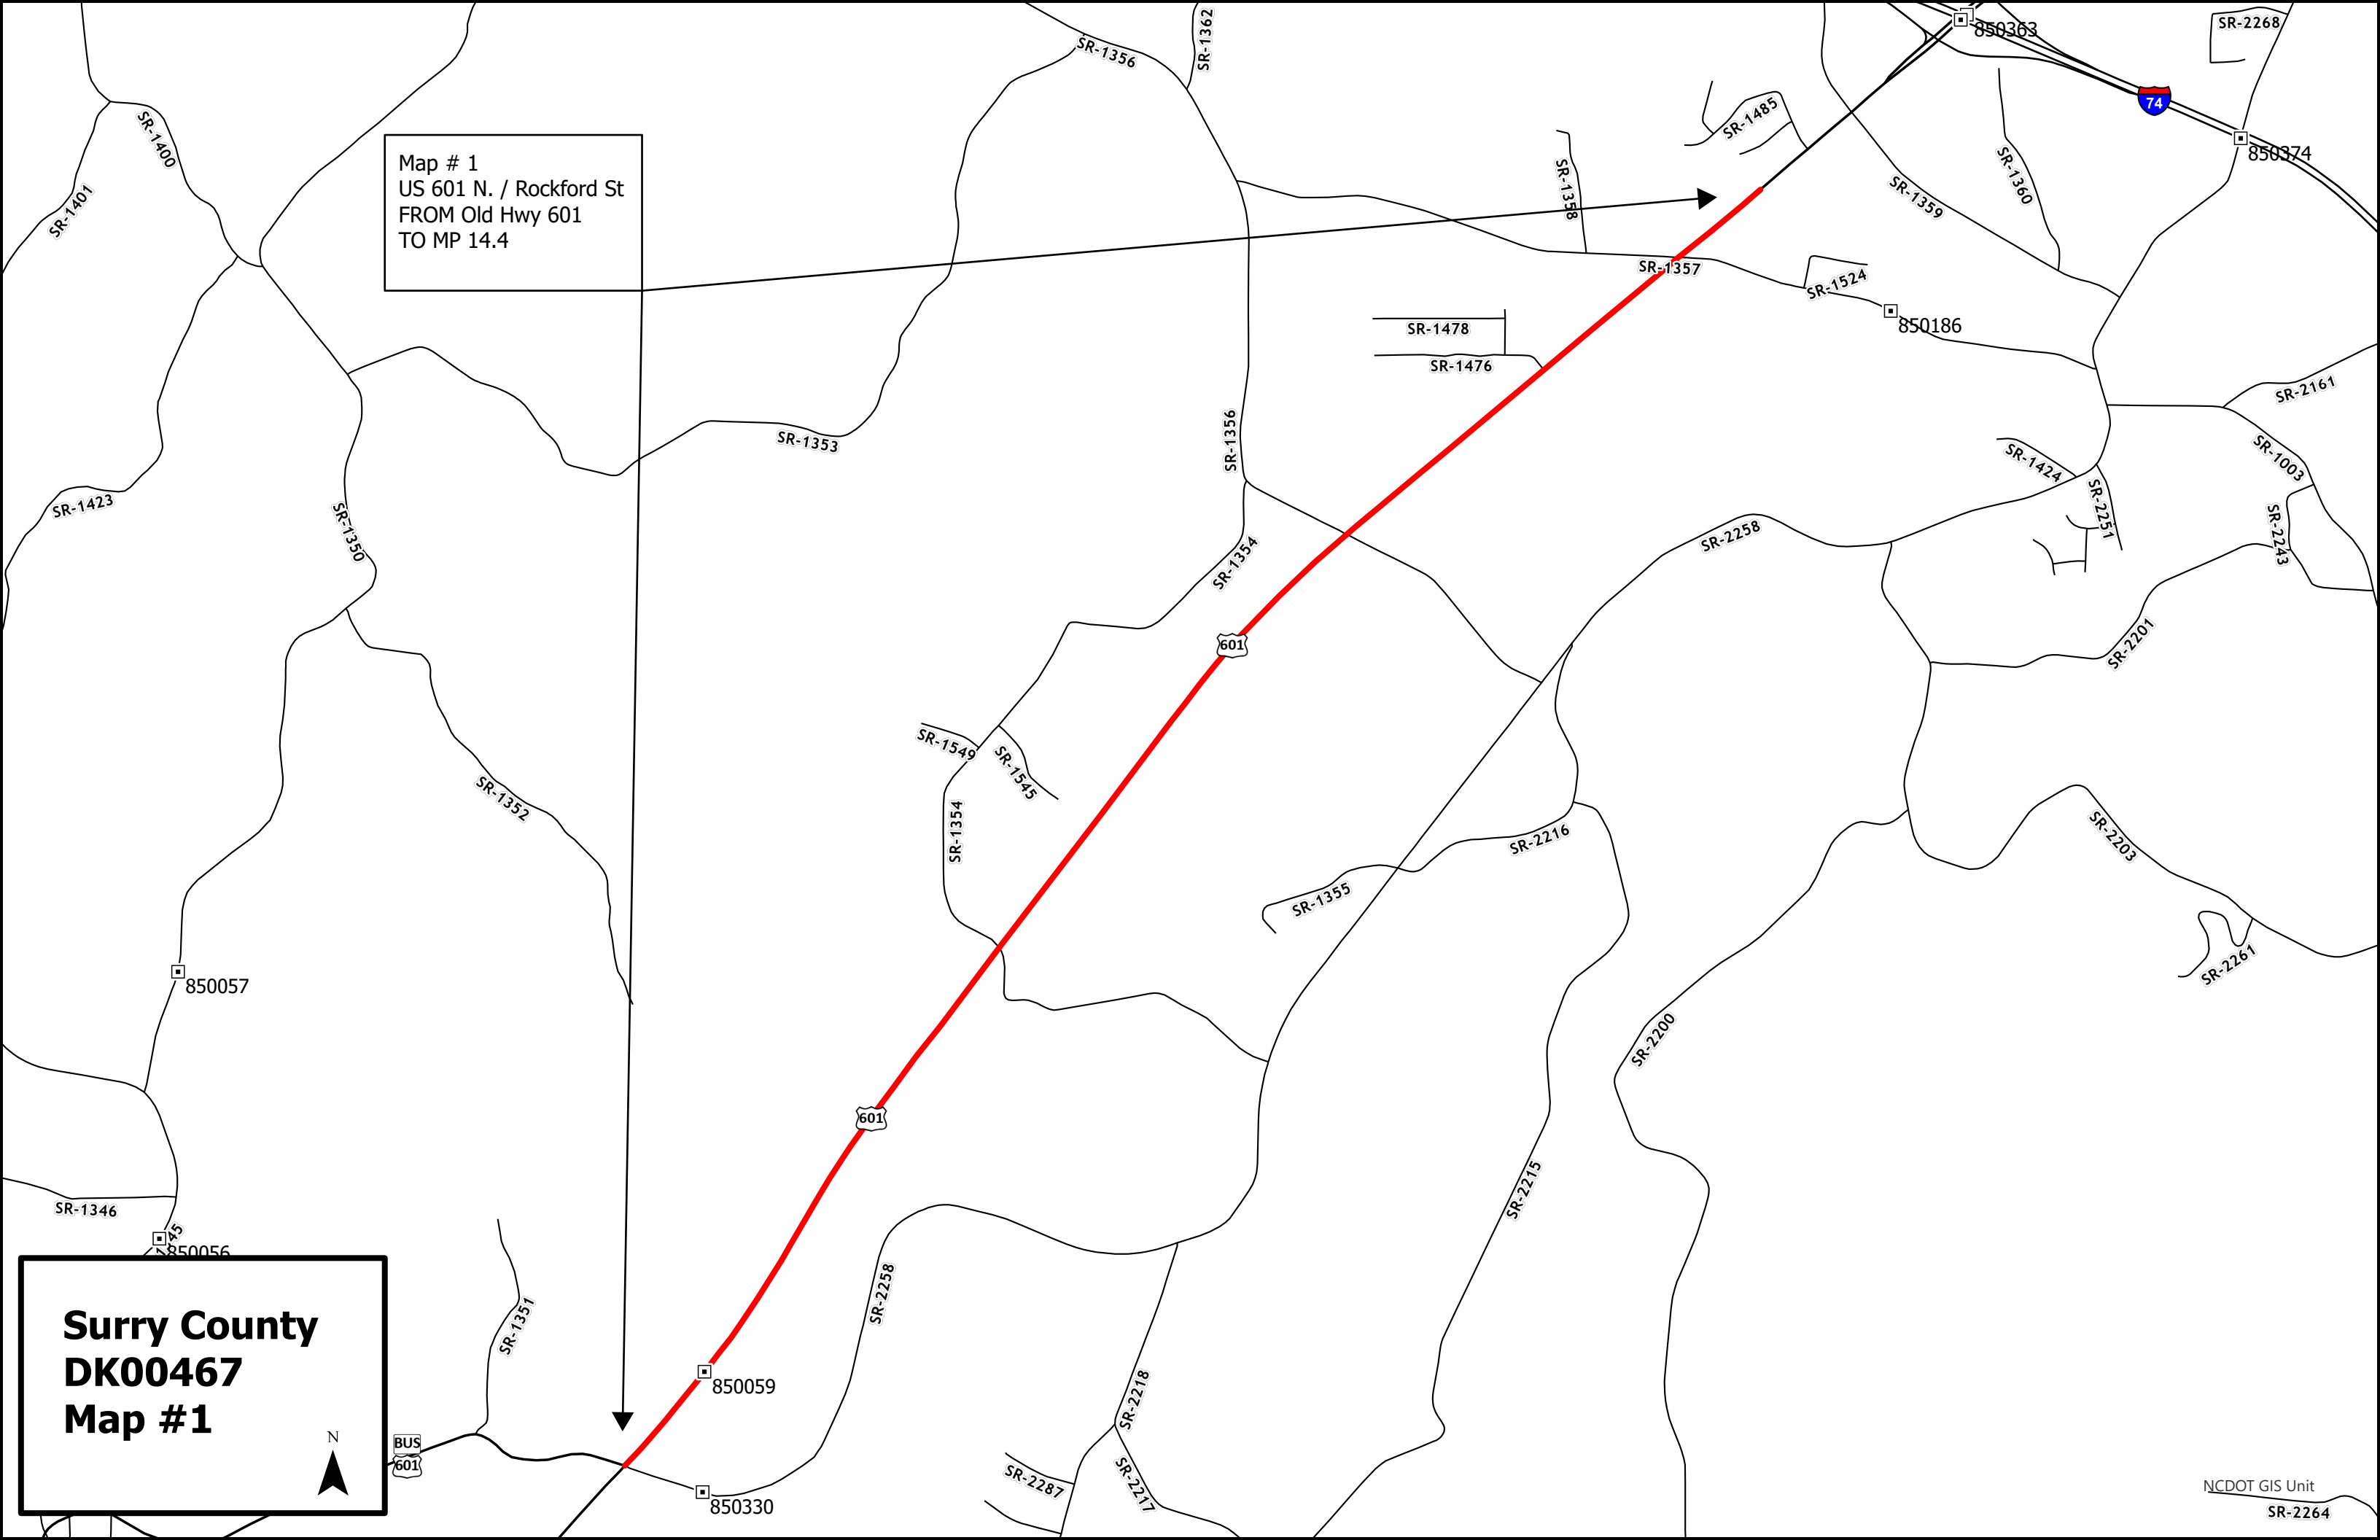 850363
SR-2268
SR-1362
SR-1356
74
SR-1485
SR-1400
850374
Map # 1
US 601 N. / Rockford St
FROM Old Hwy 601
TO MP 14.4
SR-1360
SR-1358
SR-1359
SR-1401
SR-1357
SR-1524
850186
SR-1478
SR-1476
SR-2161
SR-1356
SR-1353
SR-1003
SR-1424
SR-1423
SR-2251
SR-1350
SR-2258
SR-2243
SR-1354
601
SR-2201
SR-1549
SR-1545
SR-1352
SR-1354
SR-2216
SR-2203
SR-1355
SR-2261
850057
SR-2200
601
SR-2215
SR-1346
850056
SR-2258
SR-1351
Surry County
DK00467
Map #1
N
850059
SR-2218
BUS
601
SR-2287
SR-2217
850330
NCDOT GIS Unit
SR-2264